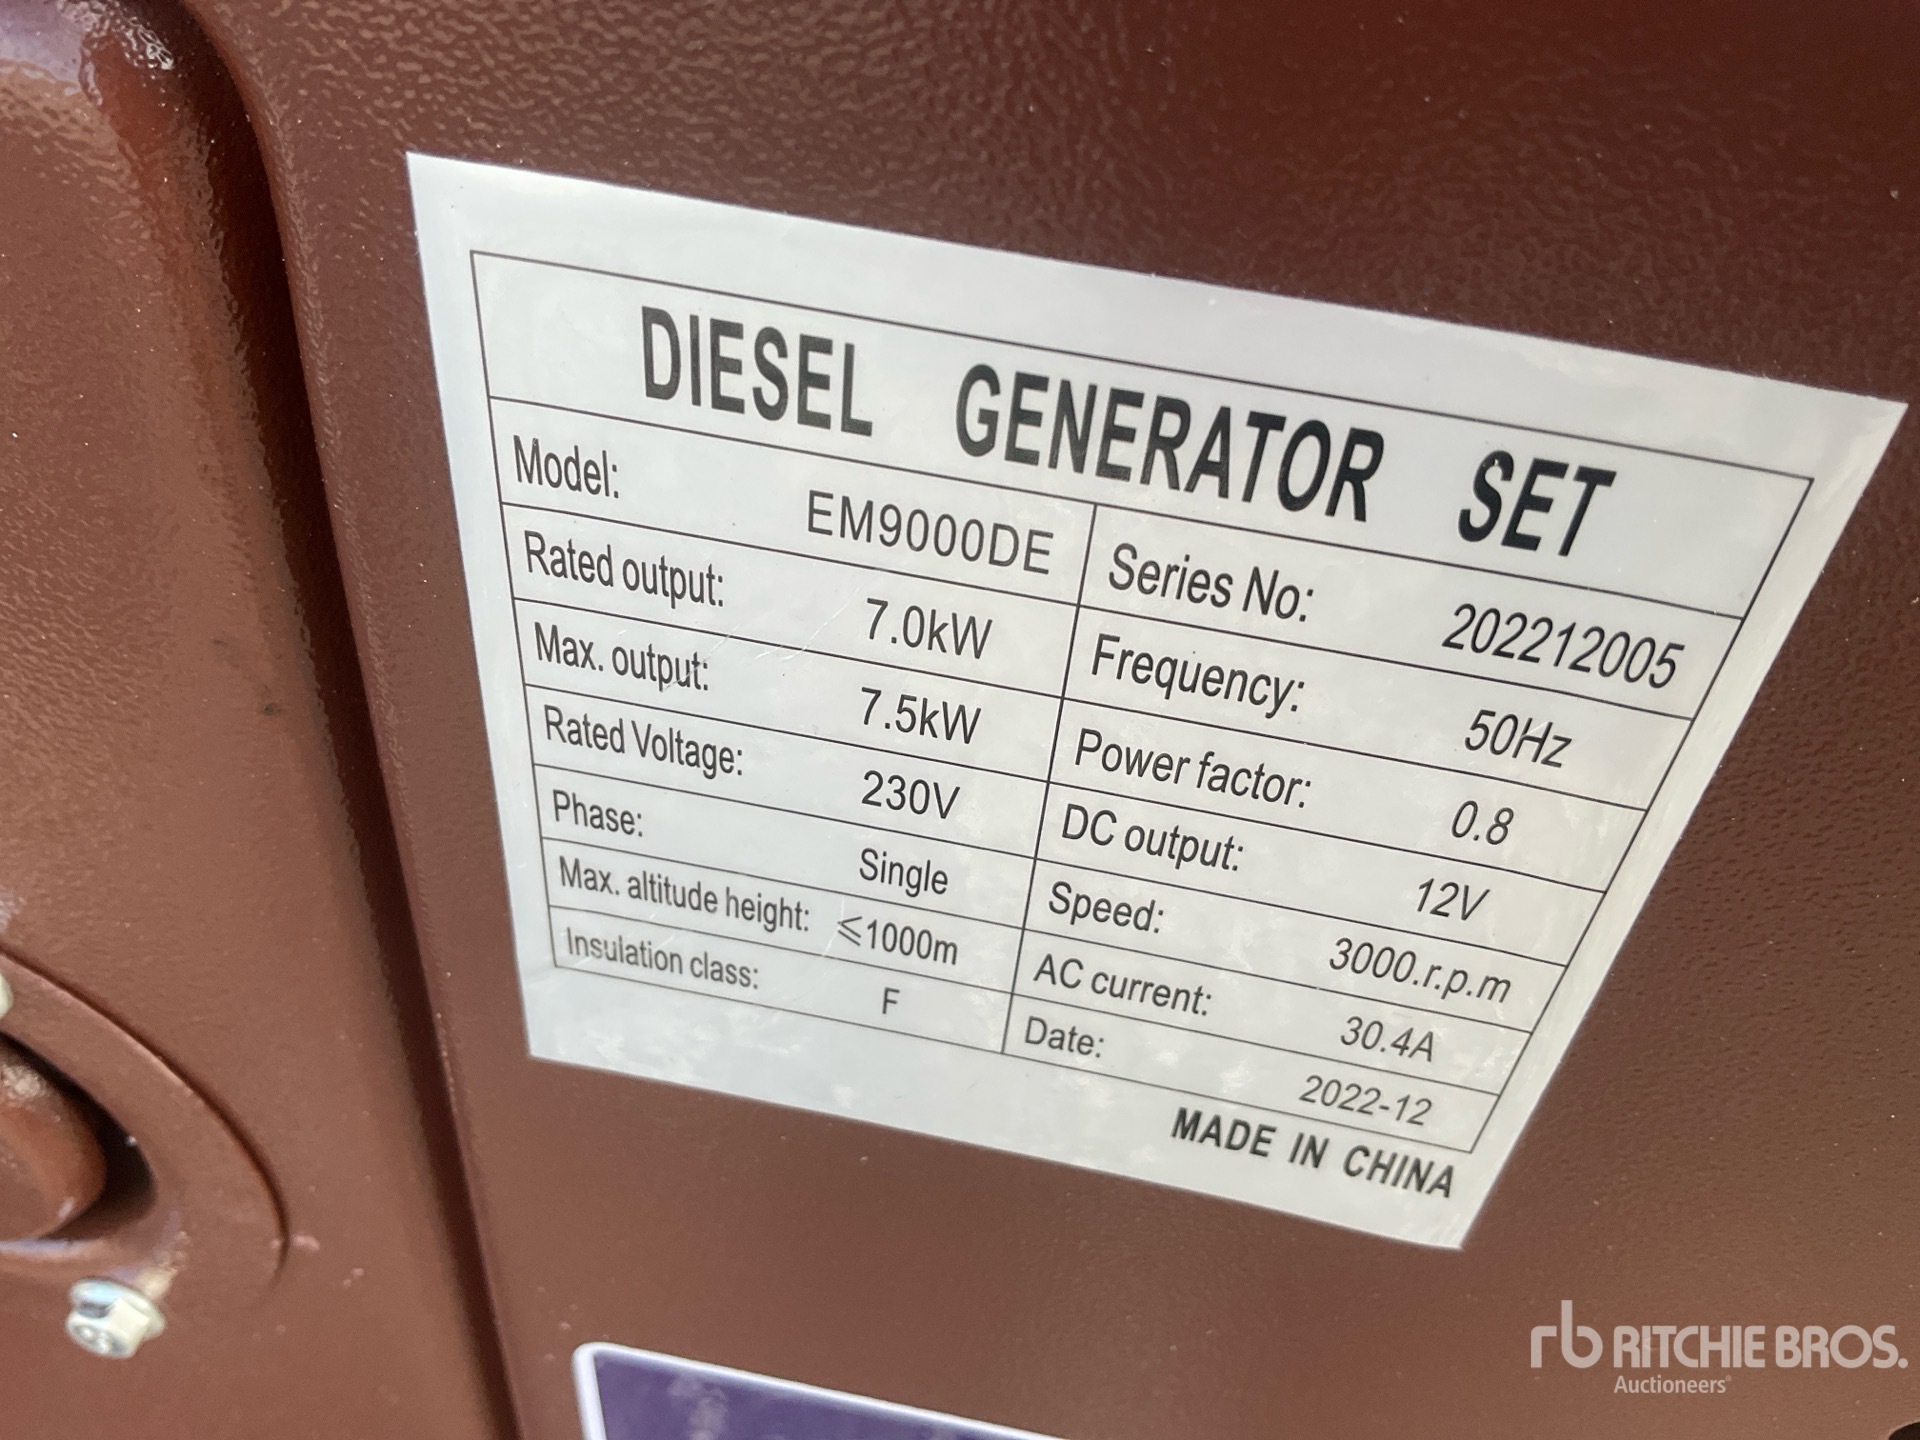 DIESEL GENERATOR SET
Model: EM9000DE Series No: 202212005
Rated output: 7.0kW Frequency: 50Hz
Max. output: 7.5kW Power factor: 0.8
Rated Voltage: 230V DC output: 12V
Phase: Single Speed: 3000.r.p.m
Max. altitude height: ≤1000m AC current: 30.4A
Insulation class: F Date: 2022-12
MADE IN CHINA
rb RITCHIE BROS.
Auctioneers